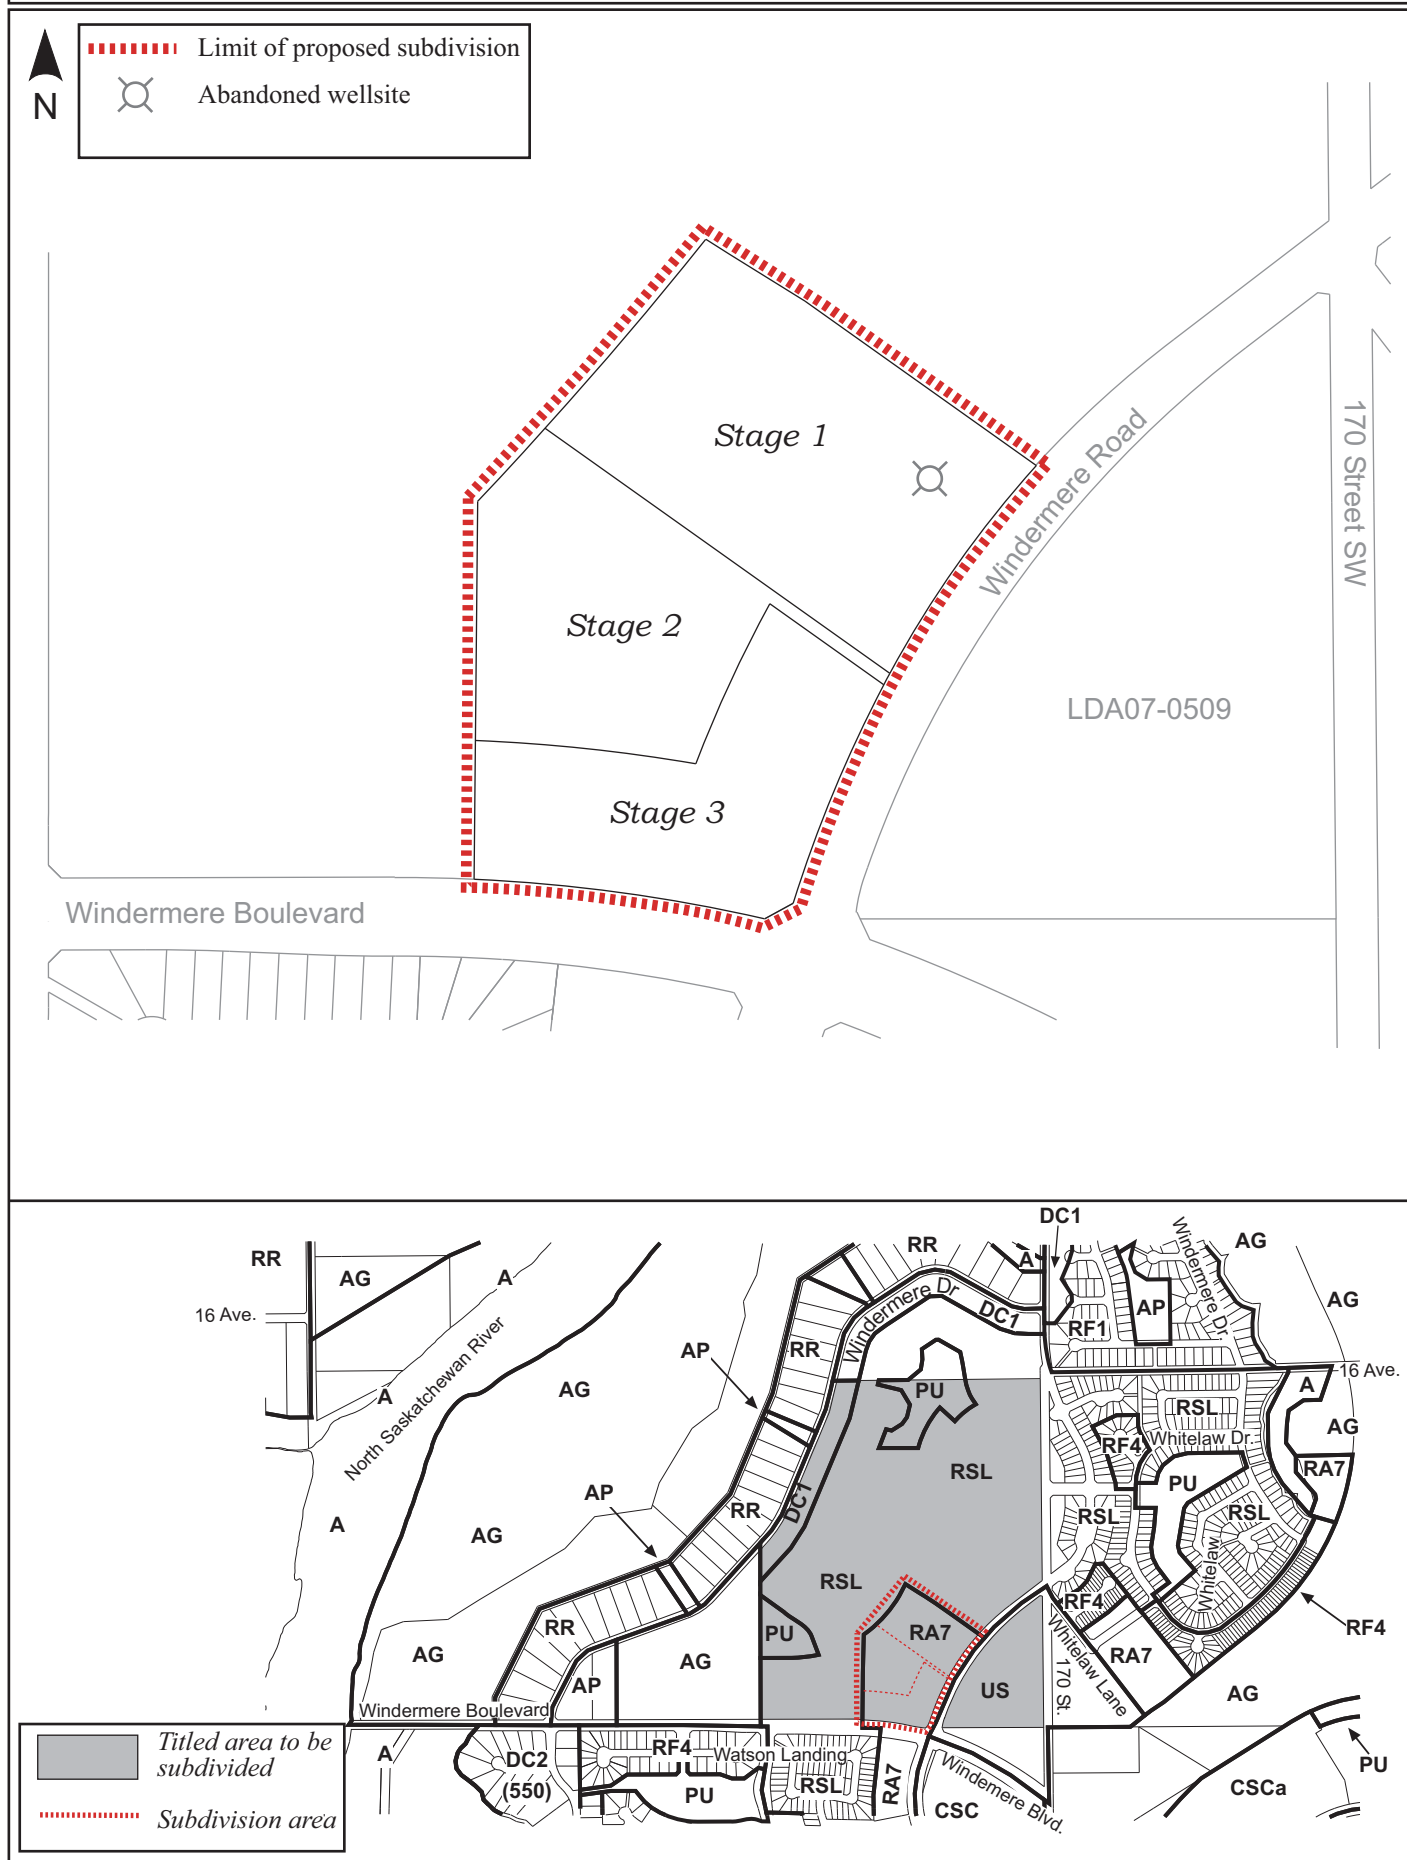 Limit of proposed subdivision
Abandoned wellsite
N
Stage 1
Windermere Road
170 Street SW
Stage 2
LDA07-0509
Stage 3
Windermere Boulevard
DC1
RR
RR
AG
A
A
AG
Windermere Dr.
16 Ave.
AP
AG
Windermere Dr
DC1
RF1
North Saskatchewan River
AP
RR
16 Ave.
A
AG
PU
A
RSL
AG
RF4
Whitelaw Dr.
RSL
RA7
PU
AP
RR
DC1
RSL
RSL
A
AG
RSL
Whitelaw
RF4
RF4
RR
PU
RA7
Whitelaw Lane
RA7
AG
AG
AP
US
170 St.
AG
Windermere Boulevard
Titled area to be
subdivided
Subdivision area
A
DC2
(550)
RF4
Watson Landing
RSL
PU
RA7
CSC
Windemere Blvd.
CSCa
PU